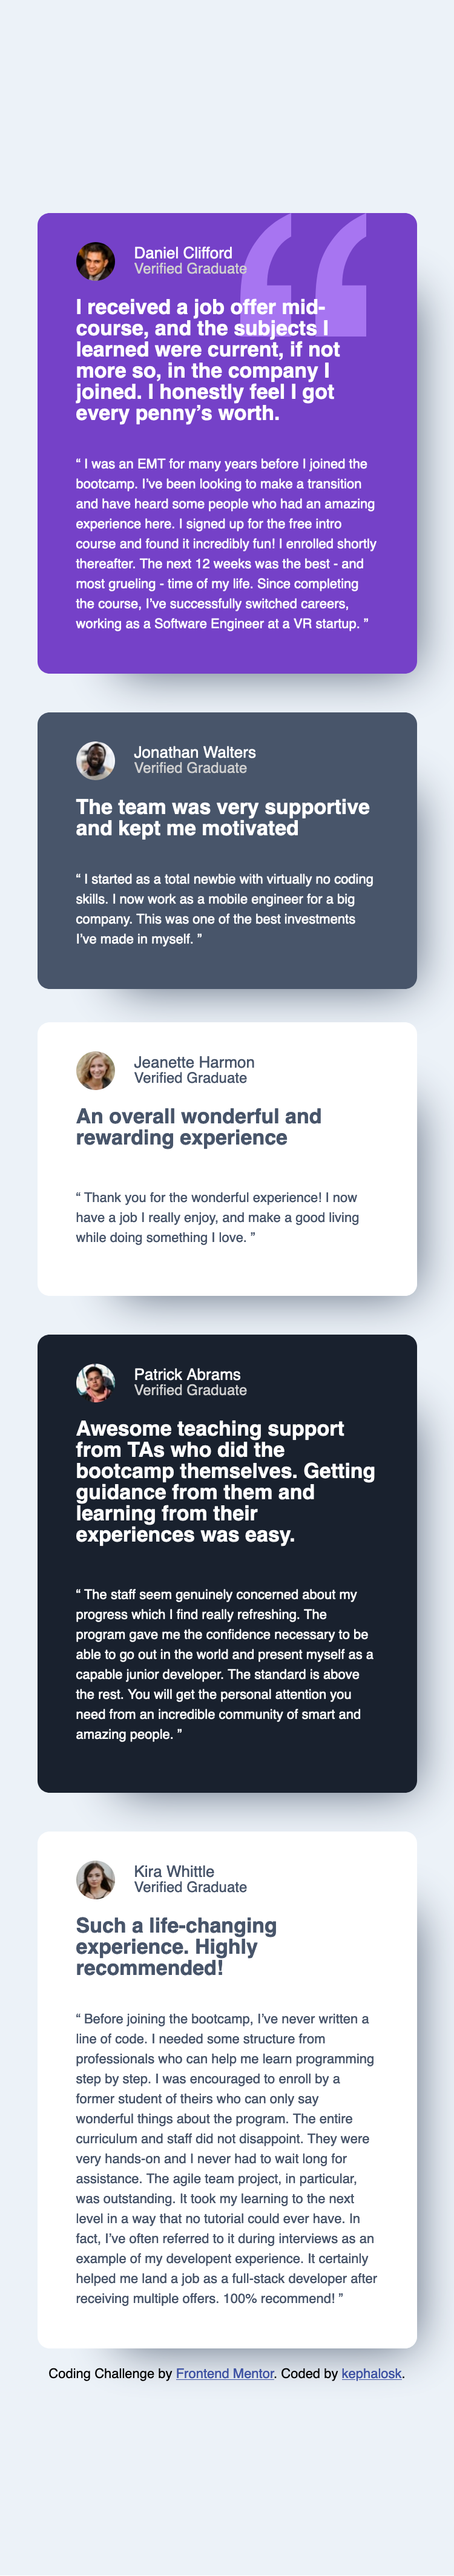 Daniel Clifford
Verified Graduate
I received a job offer mid-
course, and the subjects I
learned were current, if not
more so, in the company I
joined. I honestly feel I got
every penny’s worth.
“ I was an EMT for many years before I joined the
bootcamp. I’ve been looking to make a transition
and have heard some people who had an amazing
experience here. I signed up for the free intro
course and found it incredibly fun! I enrolled shortly
thereafter. The next 12 weeks was the best - and
most grueling - time of my life. Since completing
the course, I’ve successfully switched careers,
working as a Software Engineer at a VR startup. ”
Jonathan Walters
Verified Graduate
The team was very supportive
and kept me motivated
“ I started as a total newbie with virtually no coding
skills. I now work as a mobile engineer for a big
company. This was one of the best investments
I’ve made in myself. ”
Jeanette Harmon
Verified Graduate
An overall wonderful and
rewarding experience
“ Thank you for the wonderful experience! I now
have a job I really enjoy, and make a good living
while doing something I love. ”
Patrick Abrams
Verified Graduate
Awesome teaching support
from TAs who did the
bootcamp themselves. Getting
guidance from them and
learning from their
experiences was easy.
“ The staff seem genuinely concerned about my
progress which I find really refreshing. The
program gave me the confidence necessary to be
able to go out in the world and present myself as a
capable junior developer. The standard is above
the rest. You will get the personal attention you
need from an incredible community of smart and
amazing people. ”
Kira Whittle
Verified Graduate
Such a life-changing
experience. Highly
recommended!
“ Before joining the bootcamp, I’ve never written a
line of code. I needed some structure from
professionals who can help me learn programming
step by step. I was encouraged to enroll by a
former student of theirs who can only say
wonderful things about the program. The entire
curriculum and staff did not disappoint. They were
very hands-on and I never had to wait long for
assistance. The agile team project, in particular,
was outstanding. It took my learning to the next
level in a way that no tutorial could ever have. In
fact, I’ve often referred to it during interviews as an
example of my developent experience. It certainly
helped me land a job as a full-stack developer after
receiving multiple offers. 100% recommend! ”
Coding Challenge by Frontend Mentor. Coded by kephalosk.